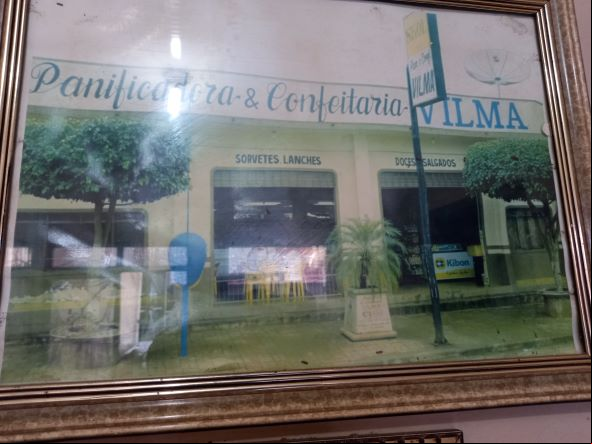 Panificadora & Confeitaria VILMA
VILMA
SORVETES LANCHES
DOCES SALGADOS
Kibon